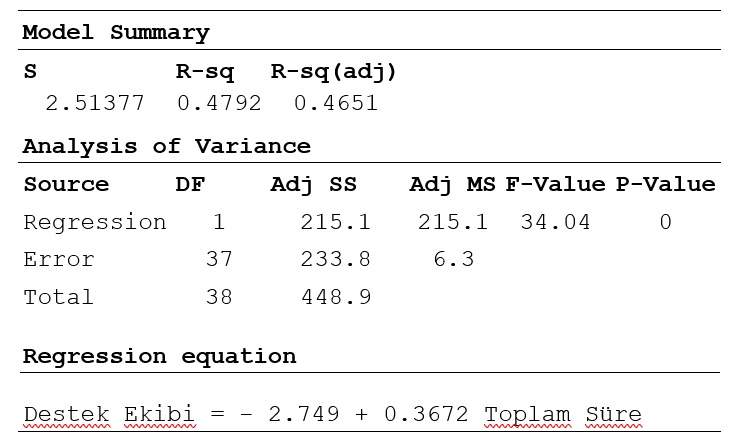 Model Summary
S R-sq R-sq(adj)
2.51377 0.4792 0.4651
Analysis of Variance
Source DF Adj SS Adj MS F-Value P-Value
Regression 1 215.1 215.1 34.04 0
Error 37 233.8 6.3
Total 38 448.9
Regression equation
Destek Ekibi = - 2.749 + 0.3672 Toplam Süre